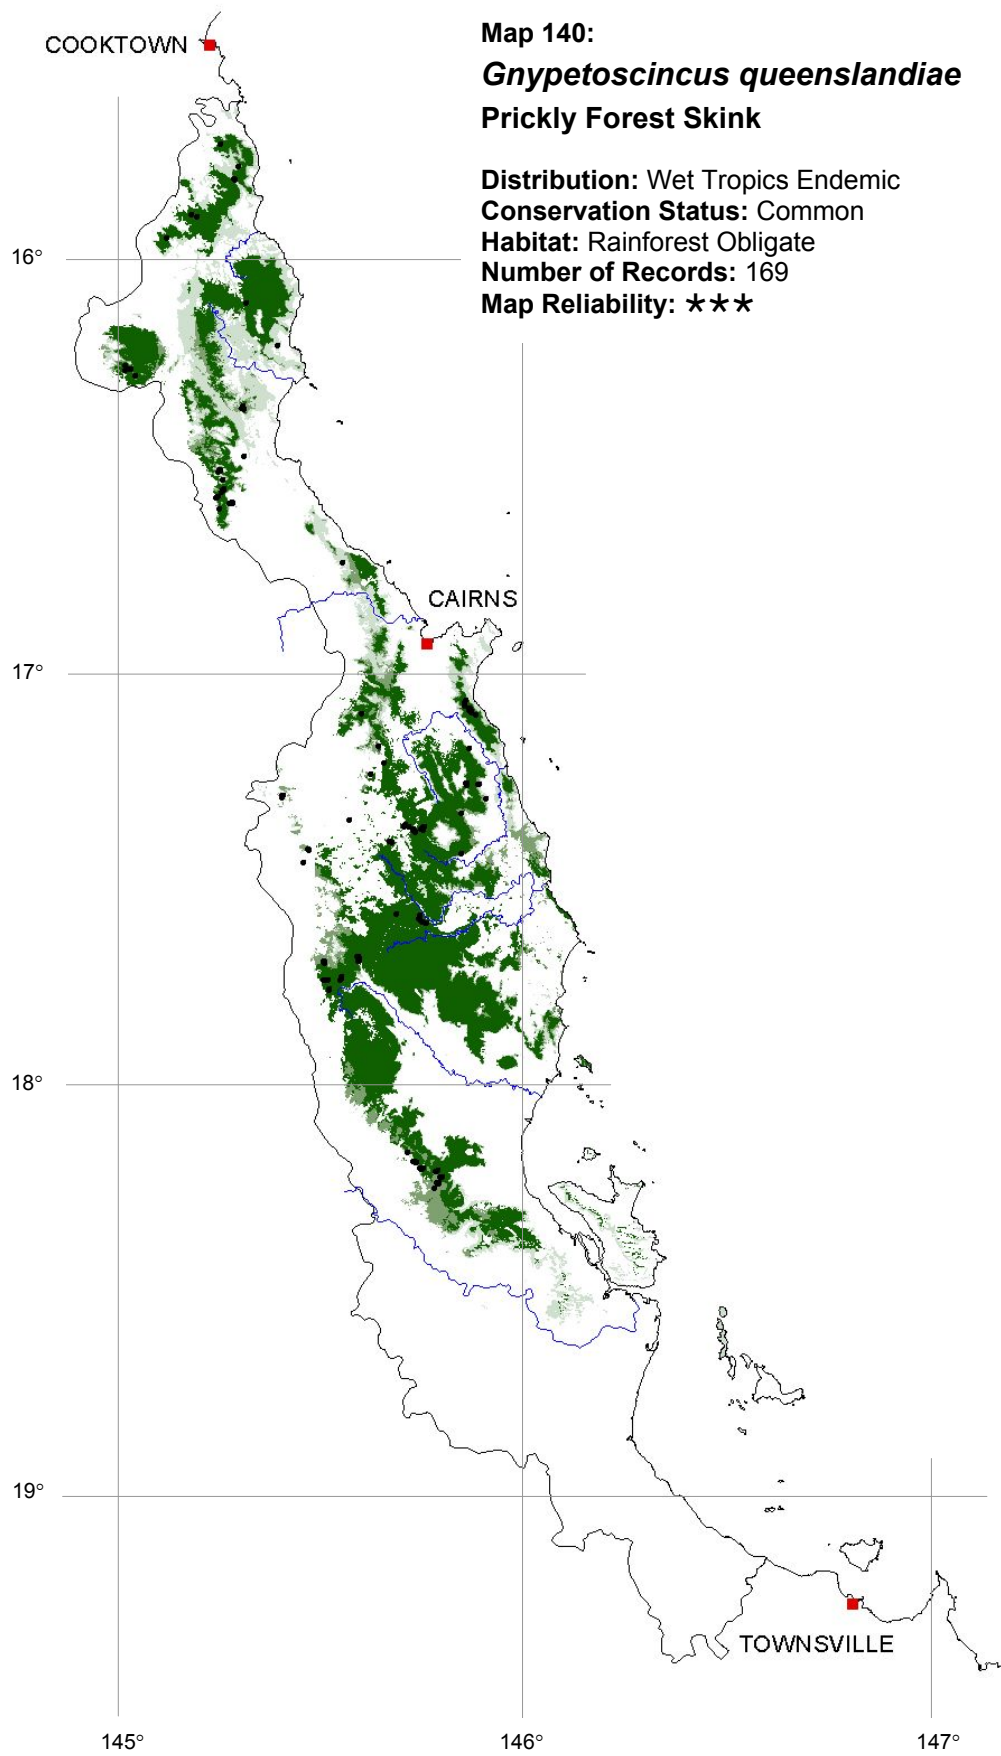 Map 140:
Gnypetoscincus queenslandiae
Prickly Forest Skink
Distribution: Wet Tropics Endemic
Conservation Status: Common
Habitat: Rainforest Obligate
Number of Records: 169
Map Reliability: ★★★
COOKTOWN
16°
CAIRNS
17°
18°
19°
TOWNSVILLE
145°
146°
147°